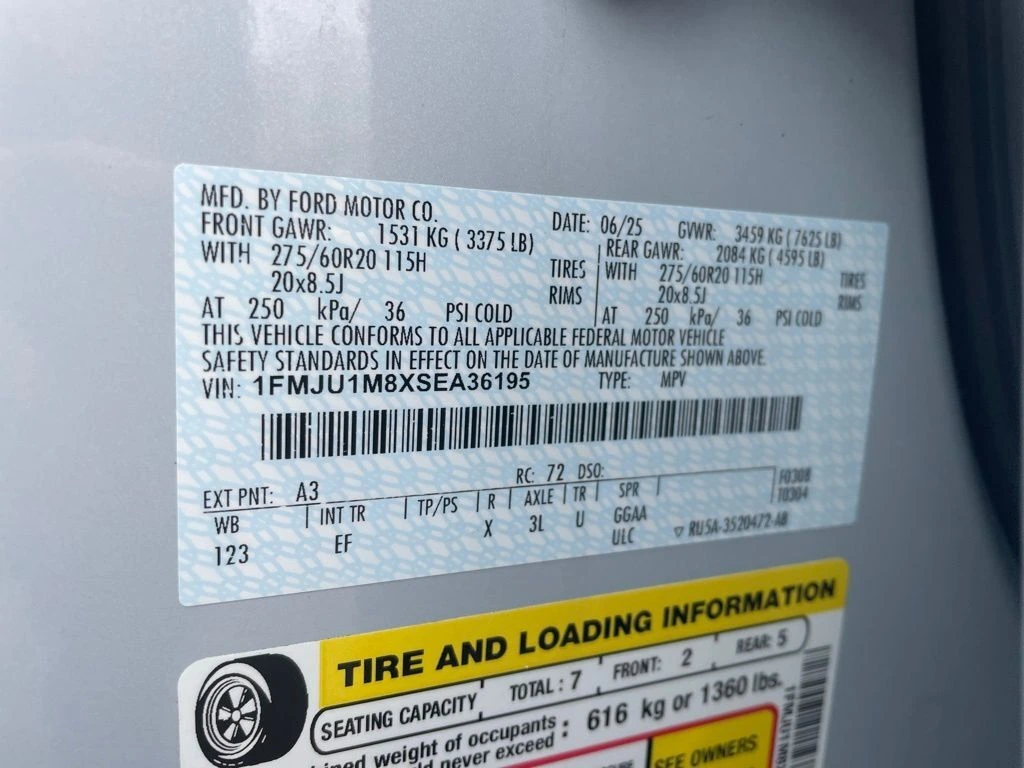 MFD. BY FORD MOTOR CO.
DATE: 06/25 GVWR: 3459 KG ( 7625 LB)
FRONT GAWR: 1531 KG ( 3375 LB)
REAR GAWR: 2084 KG ( 4595 LB)
WITH 275/60R20 115H TIRES
WITH 275/60R20 115H TIRES
20x8.5J RIMS
20x8.5J RIMS
AT 250 kPa/ 36 PSI COLD
AT 250 kPa/ 36 PSI COLD
THIS VEHICLE CONFORMS TO ALL APPLICABLE FEDERAL MOTOR VEHICLE
SAFETY STANDARDS IN EFFECT ON THE DATE OF MANUFACTURE SHOWN ABOVE.
VIN: 1FMJU1M8XSEA36195 TYPE: MPV
EXT PNT: A3 RC: 72 DSO: F0308
T0304
WB INT TR TP/PS R AXLE TR SPR
123 EF X 3L U GGAA
ULC RU5A-3520472-AB
TIRE AND LOADING INFORMATION
SEATING CAPACITY TOTAL : 7 FRONT: 2 REAR: 5
weight of occupants : 616 kg or 1360 lbs.
never exceed :
SEE OWNERS